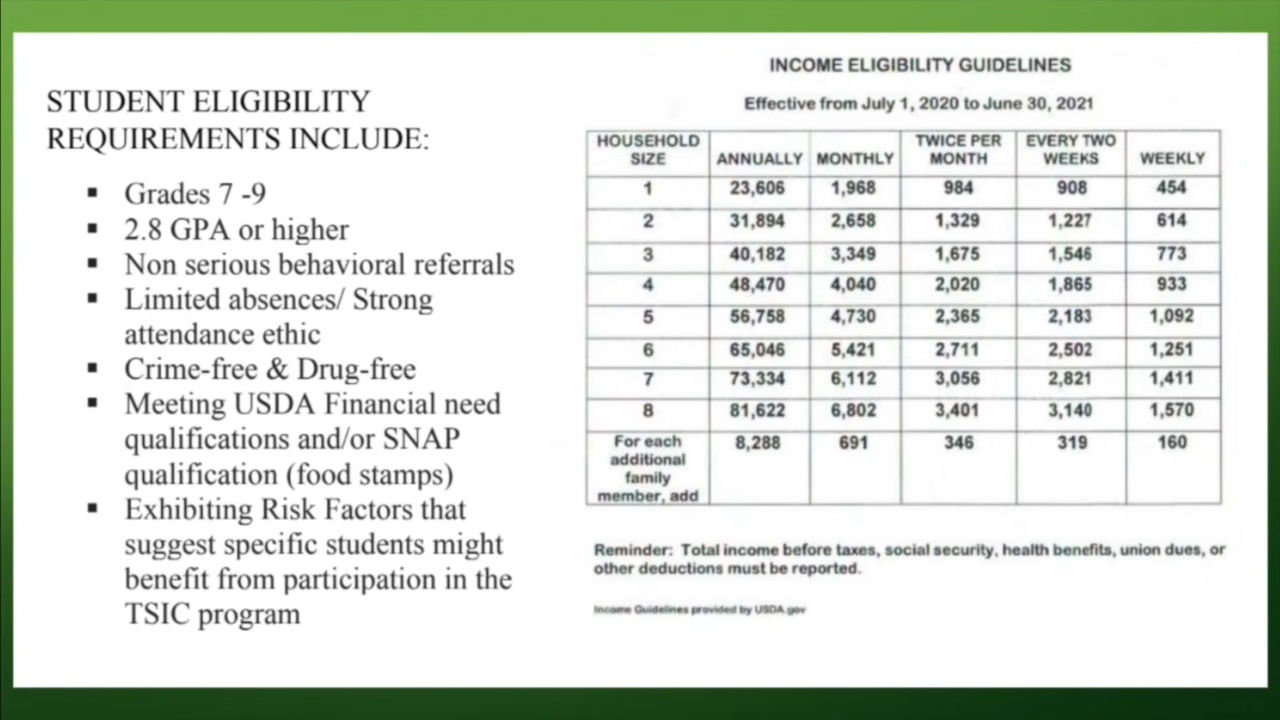 STUDENT ELIGIBILITY
REQUIREMENTS INCLUDE:
▪ Grades 7 -9
▪ 2.8 GPA or higher
▪ Non serious behavioral referrals
▪ Limited absences/ Strong
attendance ethic
▪ Crime-free & Drug-free
▪ Meeting USDA Financial need
qualifications and/or SNAP
qualification (food stamps)
▪ Exhibiting Risk Factors that
suggest specific students might
benefit from participation in the
TSIC program
INCOME ELIGIBILITY GUIDELINES
Effective from July 1, 2020 to June 30, 2021
HOUSEHOLD SIZE ANNUALLY MONTHLY TWICE PER MONTH EVERY TWO WEEKS WEEKLY
1 23,606 1,968 984 908 454
2 31,894 2,658 1,329 1,227 614
3 40,182 3,349 1,675 1,546 773
4 48,470 4,040 2,020 1,865 933
5 56,758 4,730 2,365 2,183 1,092
6 65,046 5,421 2,711 2,502 1,251
7 73,334 6,112 3,056 2,821 1,411
8 81,622 6,802 3,401 3,140 1,570
For each 8,288 691 346 319 160
additional
family
member, add
Reminder: Total income before taxes, social security, health benefits, union dues, or
other deductions must be reported.
Income Guidelines provided by USDA.gov